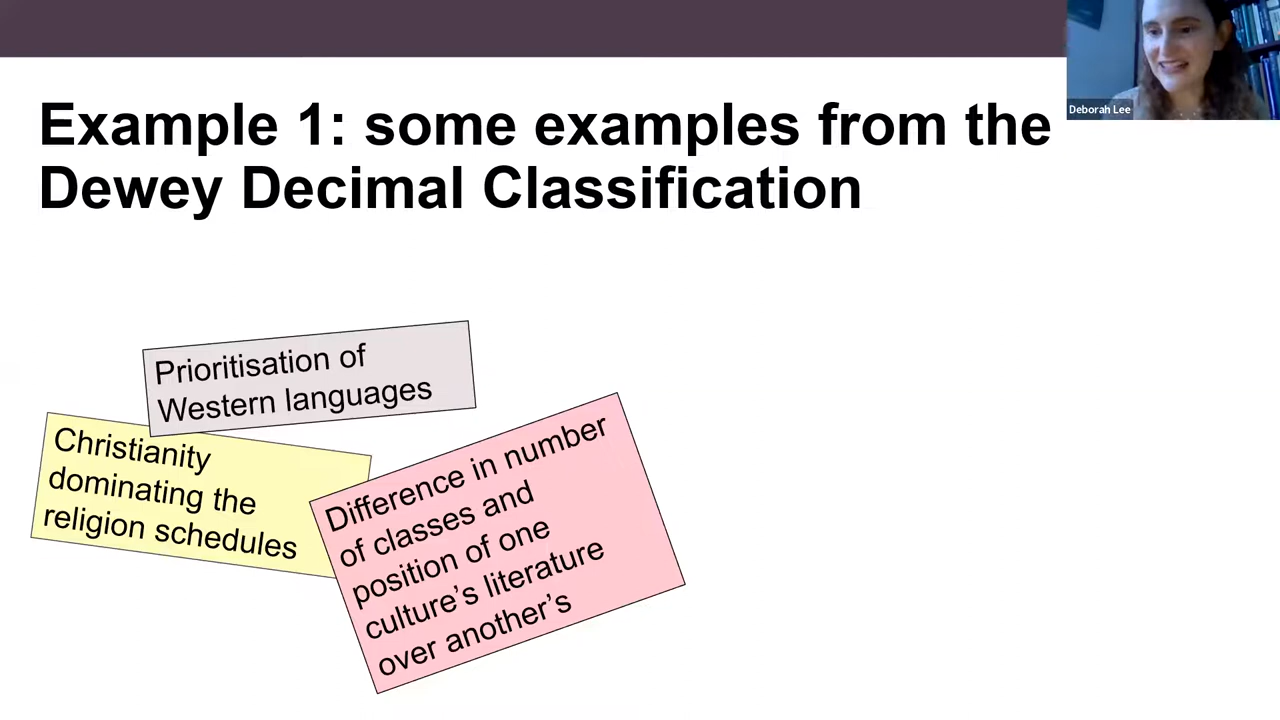 Example 1: some examples from the
Dewey Decimal Classification
Deborah Lee
Prioritisation of
Western languages
Christianity
dominating the
religion schedules
Difference in number
of classes and
position of one
culture’s literature
over another’s